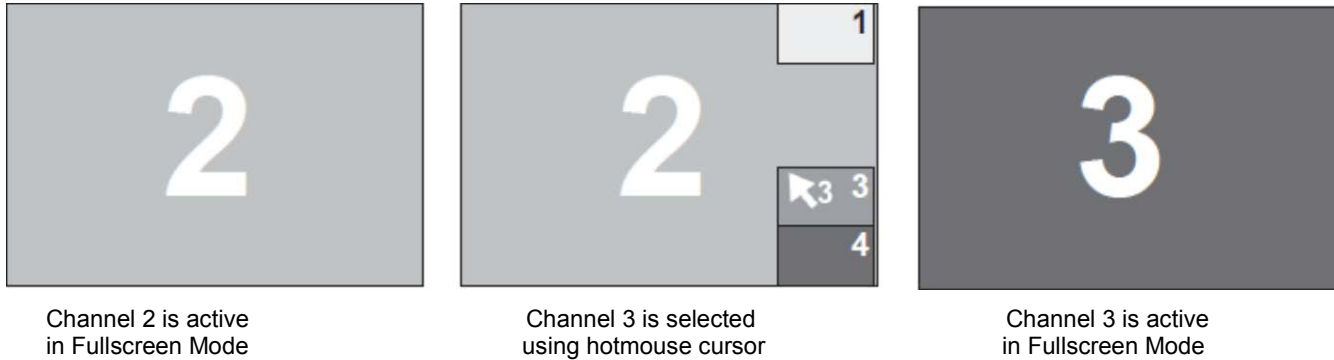 2
2
1
3 3
4
3
Channel 2 is active
in Fullscreen Mode
Channel 3 is selected
using hotmouse cursor
Channel 3 is active
in Fullscreen Mode